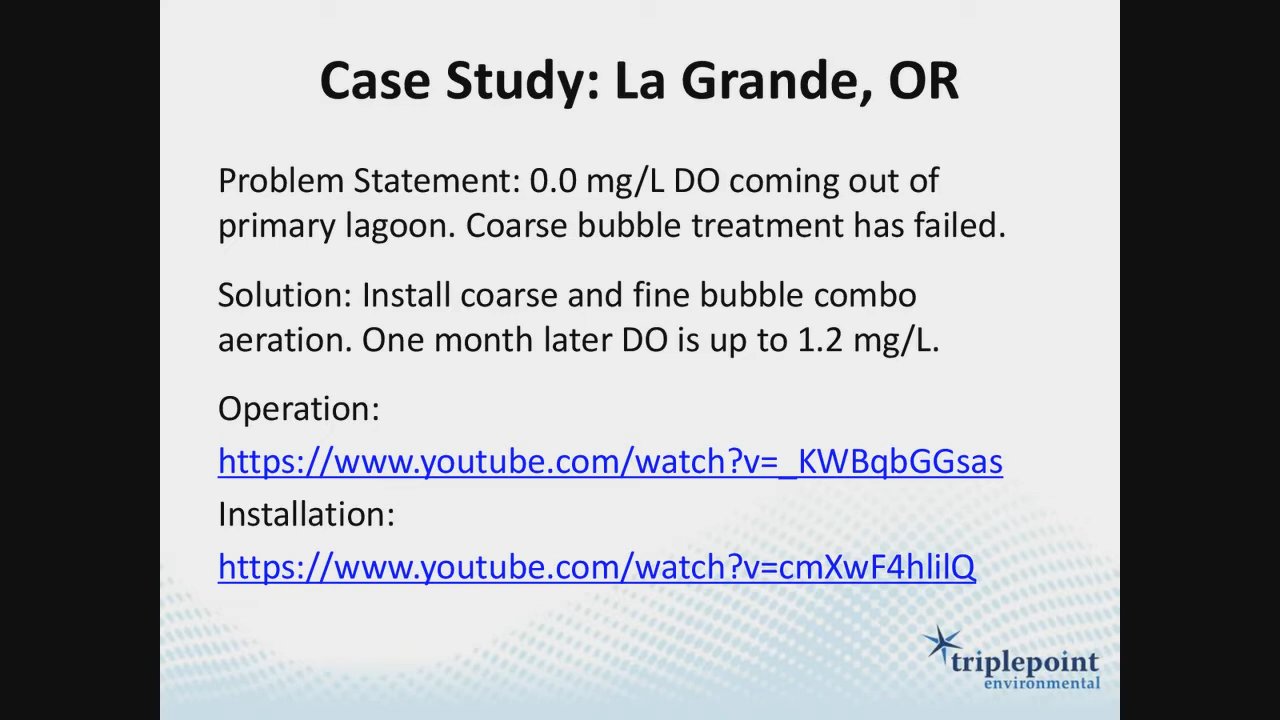 Case Study: La Grande, OR
Problem Statement: 0.0 mg/L DO coming out of
primary lagoon. Coarse bubble treatment has failed.
Solution: Install coarse and fine bubble combo
aeration. One month later DO is up to 1.2 mg/L.
Operation:
https://www.youtube.com/watch?v=_KWBqbGGsas
Installation:
https://www.youtube.com/watch?v=cmXwF4hlilQ
triplepoint
environmental